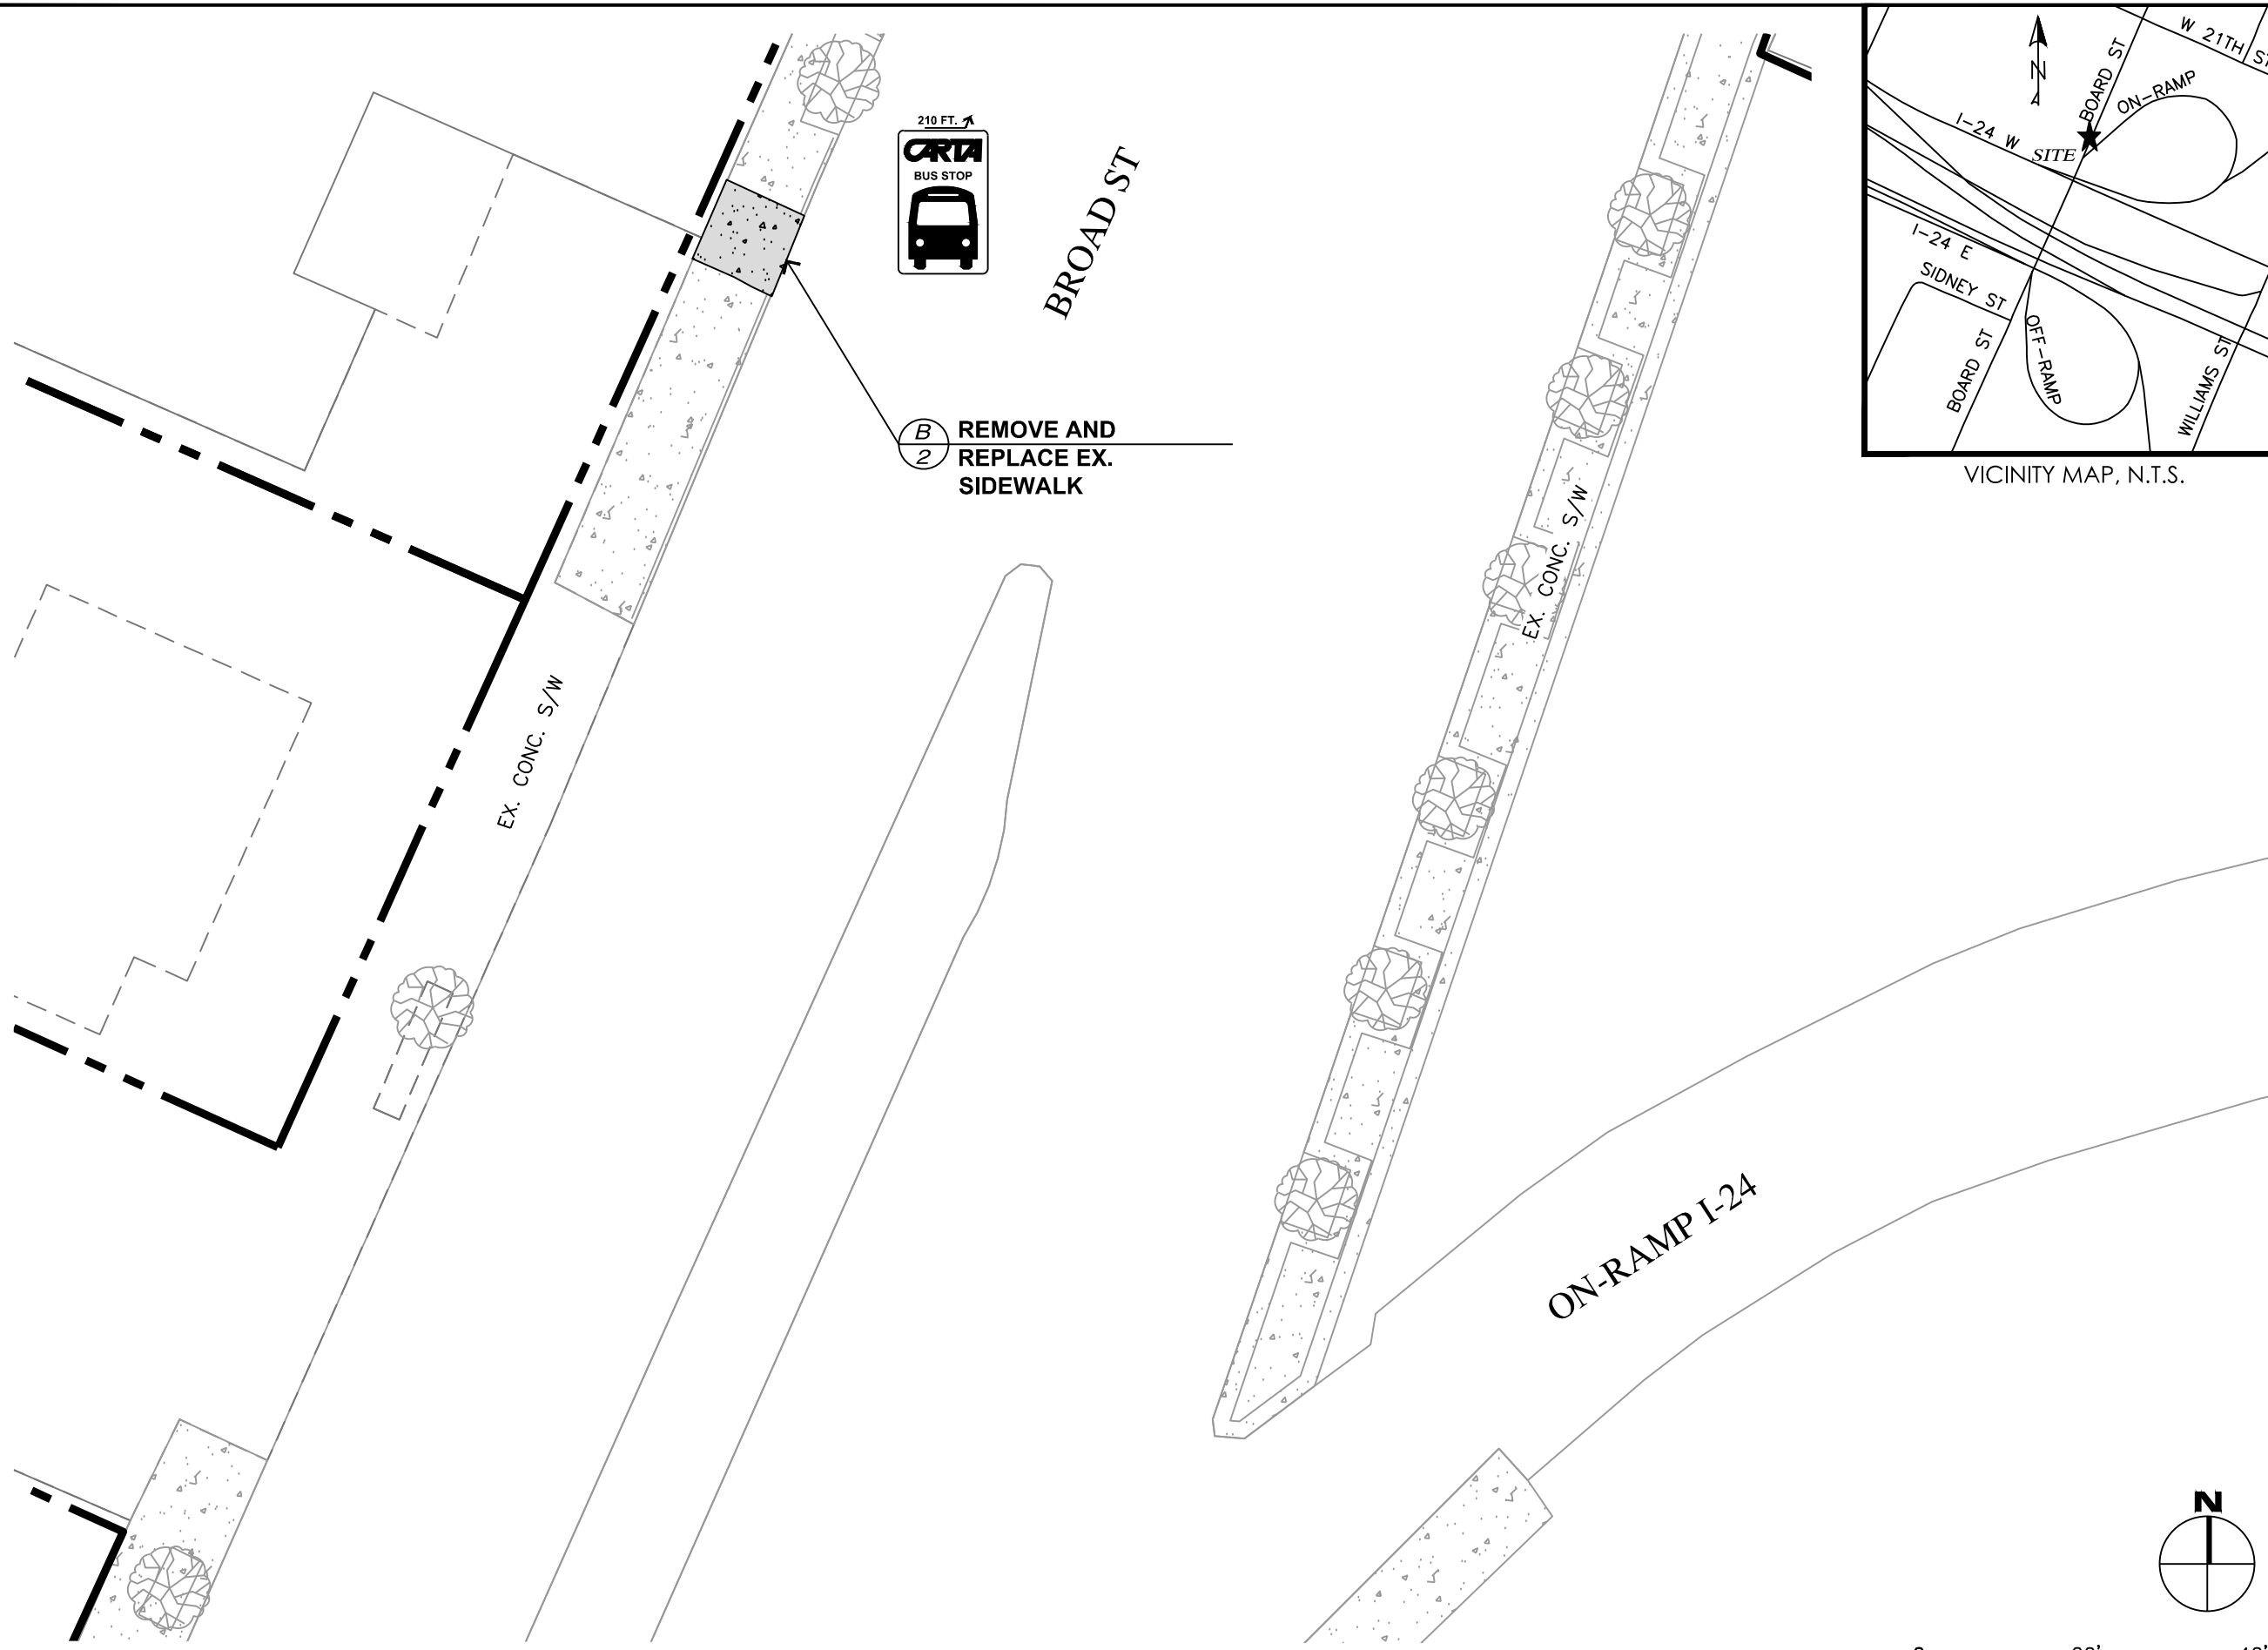 210 FT.
CARTA
BUS STOP
BROAD ST
B
2
REMOVE AND
REPLACE EX.
SIDEWALK
EX. CONC. S/W
EX. CONC. S/W
ON-RAMP I-24
W 21TH ST
BOARD ST
ON-RAMP
N
I-24 W
SITE
I-24 E
SIDNEY ST
BOARD ST
OFF-RAMP
WILLIAMS ST
VICINITY MAP, N.T.S.
N